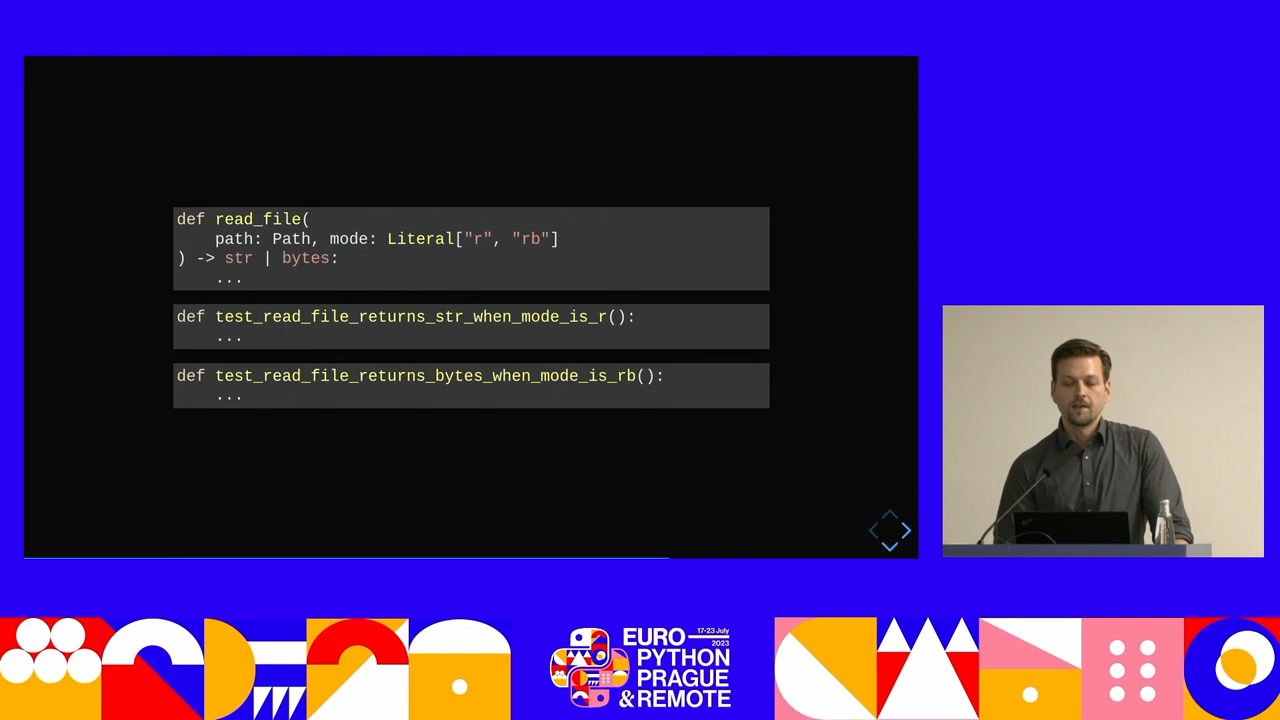 def read_file(
    path: Path, mode: Literal["r", "rb"]
) -> str | bytes:
    ...
def test_read_file_returns_str_when_mode_is_r():
    ...
def test_read_file_returns_bytes_when_mode_is_rb():
    ...
EURO 17-23 July 2023
PYTHON
PRAGUE
& REMOTE